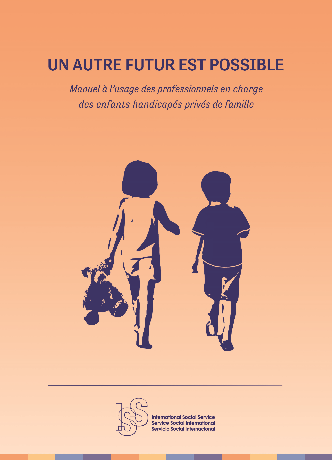 UN AUTRE FUTUR EST POSSIBLE
Manuel à l'usage des professionnels en charge
des enfants handicapés privés de famille
ISS
International Social Service
Service Social International
Servicio Social Internacional